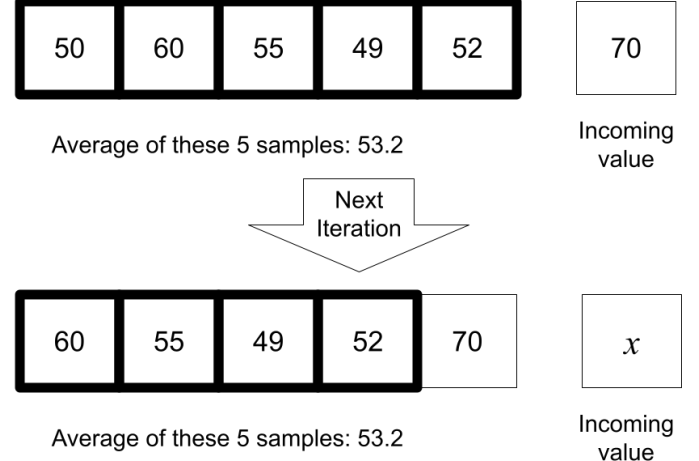 50 60 55 49 52 70
Average of these 5 samples: 53.2
Incoming
value
Next
Iteration
60 55 49 52 70 x
Average of these 5 samples: 53.2
Incoming
value